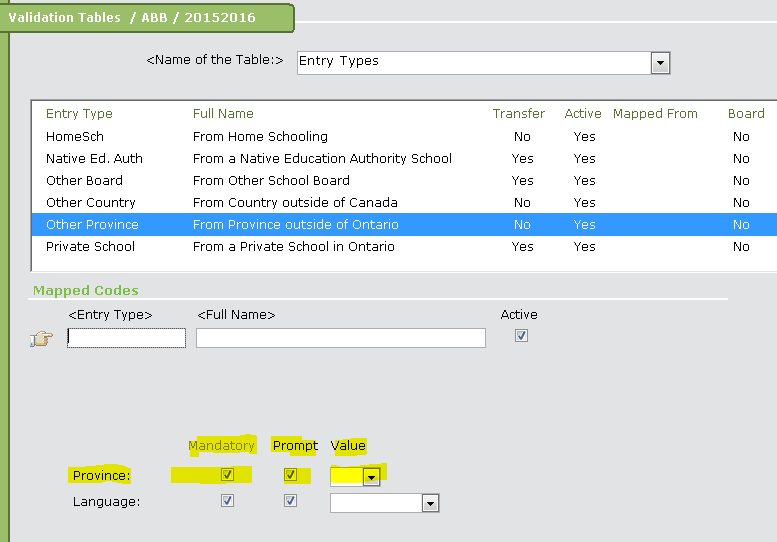 Validation Tables / ABB / 20152016
<Name of the Table:> Entry Types
Entry Type Full Name Transfer Active Mapped From Board
HomeSch From Home Schooling No Yes No
Native Ed. Auth From a Native Education Authority School Yes Yes No
Other Board From Other School Board Yes Yes No
Other Country From Country outside of Canada No Yes No
Other Province From Province outside of Ontario No Yes No
Private School From a Private School in Ontario Yes Yes No
Mapped Codes
<Entry Type> <Full Name> Active
Mandatory Prompt Value
Province:
Language: